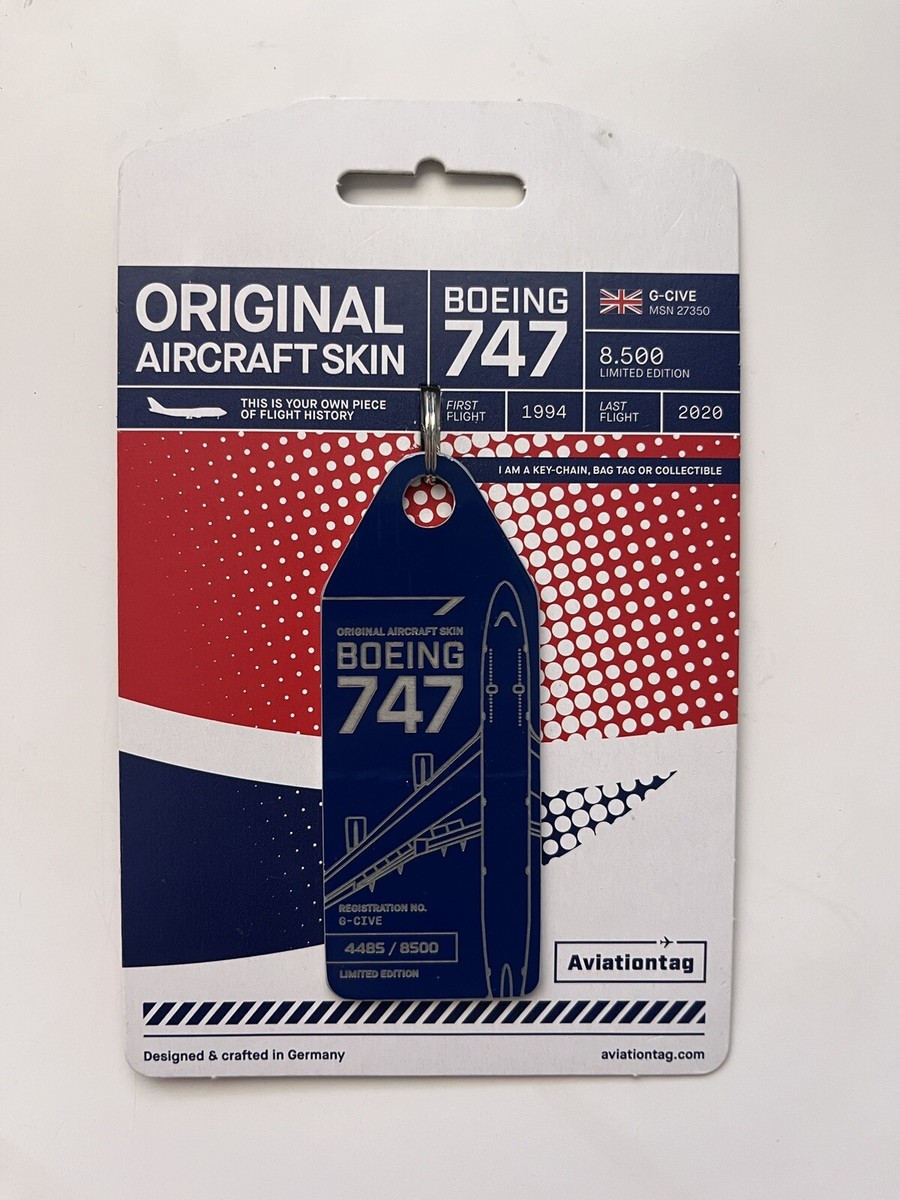 ORIGINAL
AIRCRAFT SKIN
BOEING
747
G-CIVE
MSN 27350
8.500
LIMITED EDITION
THIS IS YOUR OWN PIECE
OF FLIGHT HISTORY
FIRST
FLIGHT
1994
LAST
FLIGHT
2020
I AM A KEY-CHAIN, BAG TAG OR COLLECTIBLE
ORIGINAL AIRCRAFT SKIN
BOEING
747
REGISTRATION NO.
G-CIVE
4485 / 8500
LIMITED EDITION
Aviationtag
Designed & crafted in Germany
aviationtag.com